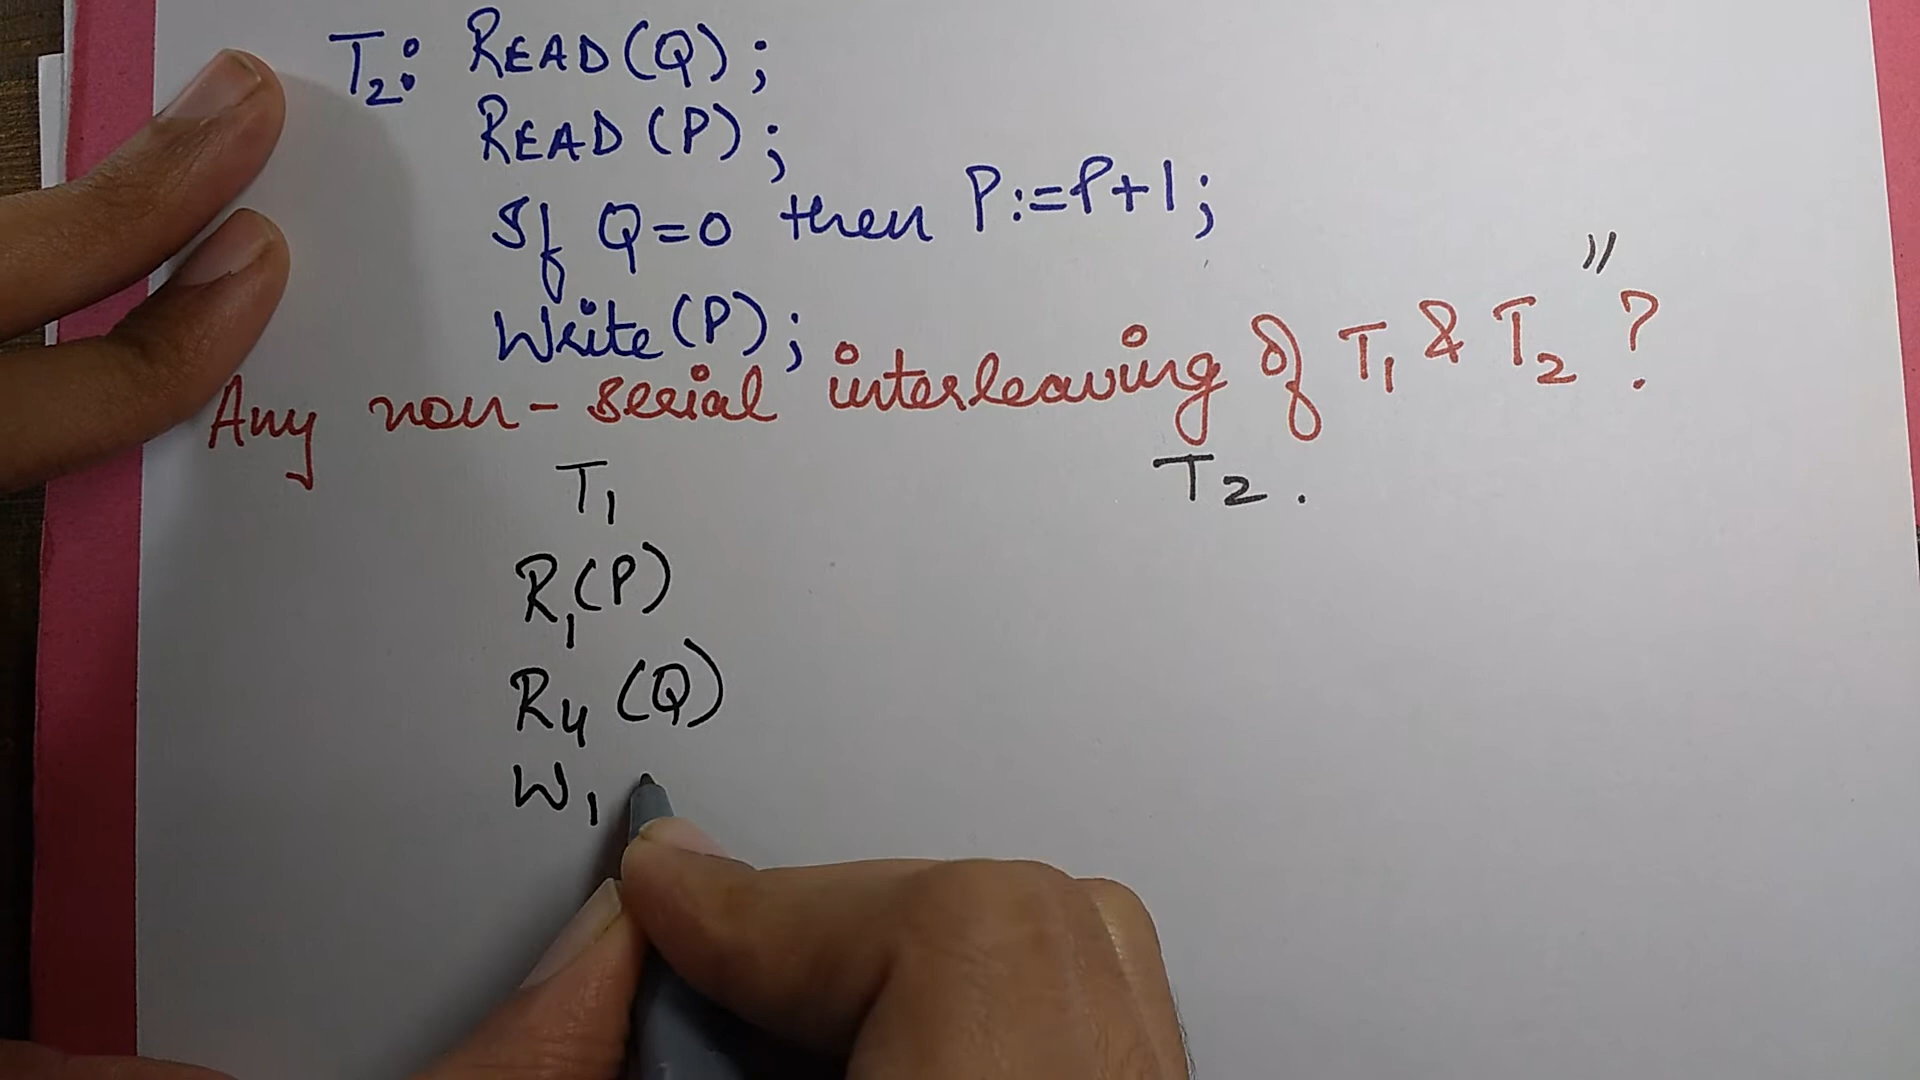 T2: READ(Q);
READ(P);
If Q=0 then P:=P+1;
Write(P);
Any non-serial interleaving of T1 & T2 ?
T1 T2.
R1(P)
R4 (Q)
W1